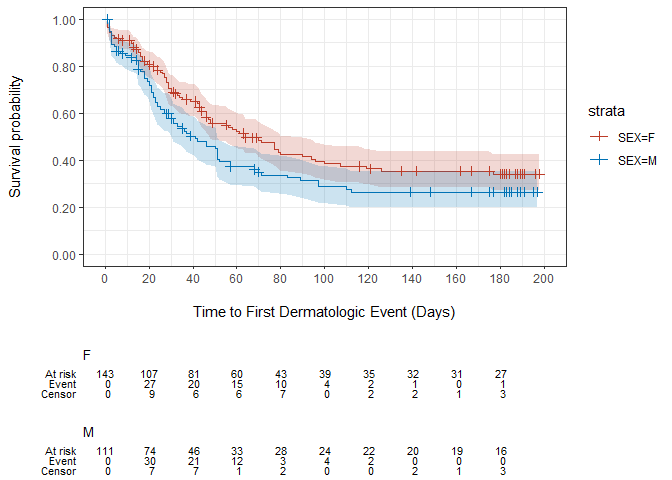 1.00
0.80
0.60
0.40
0.20
0.00
Survival probability
0 20 40 60 80 100 120 140 160 180 200
Time to First Dermatologic Event (Days)
strata
SEX=F
SEX=M
F
At risk 143 107 81 60 43 39 35 32 31 27
Event 0 27 20 15 10 4 2 1 0 1
Censor 0 9 6 6 7 0 2 2 1 3
M
At risk 111 74 46 33 28 24 22 20 19 16
Event 0 30 21 12 3 4 2 0 0 0
Censor 0 7 7 1 2 0 0 2 1 3